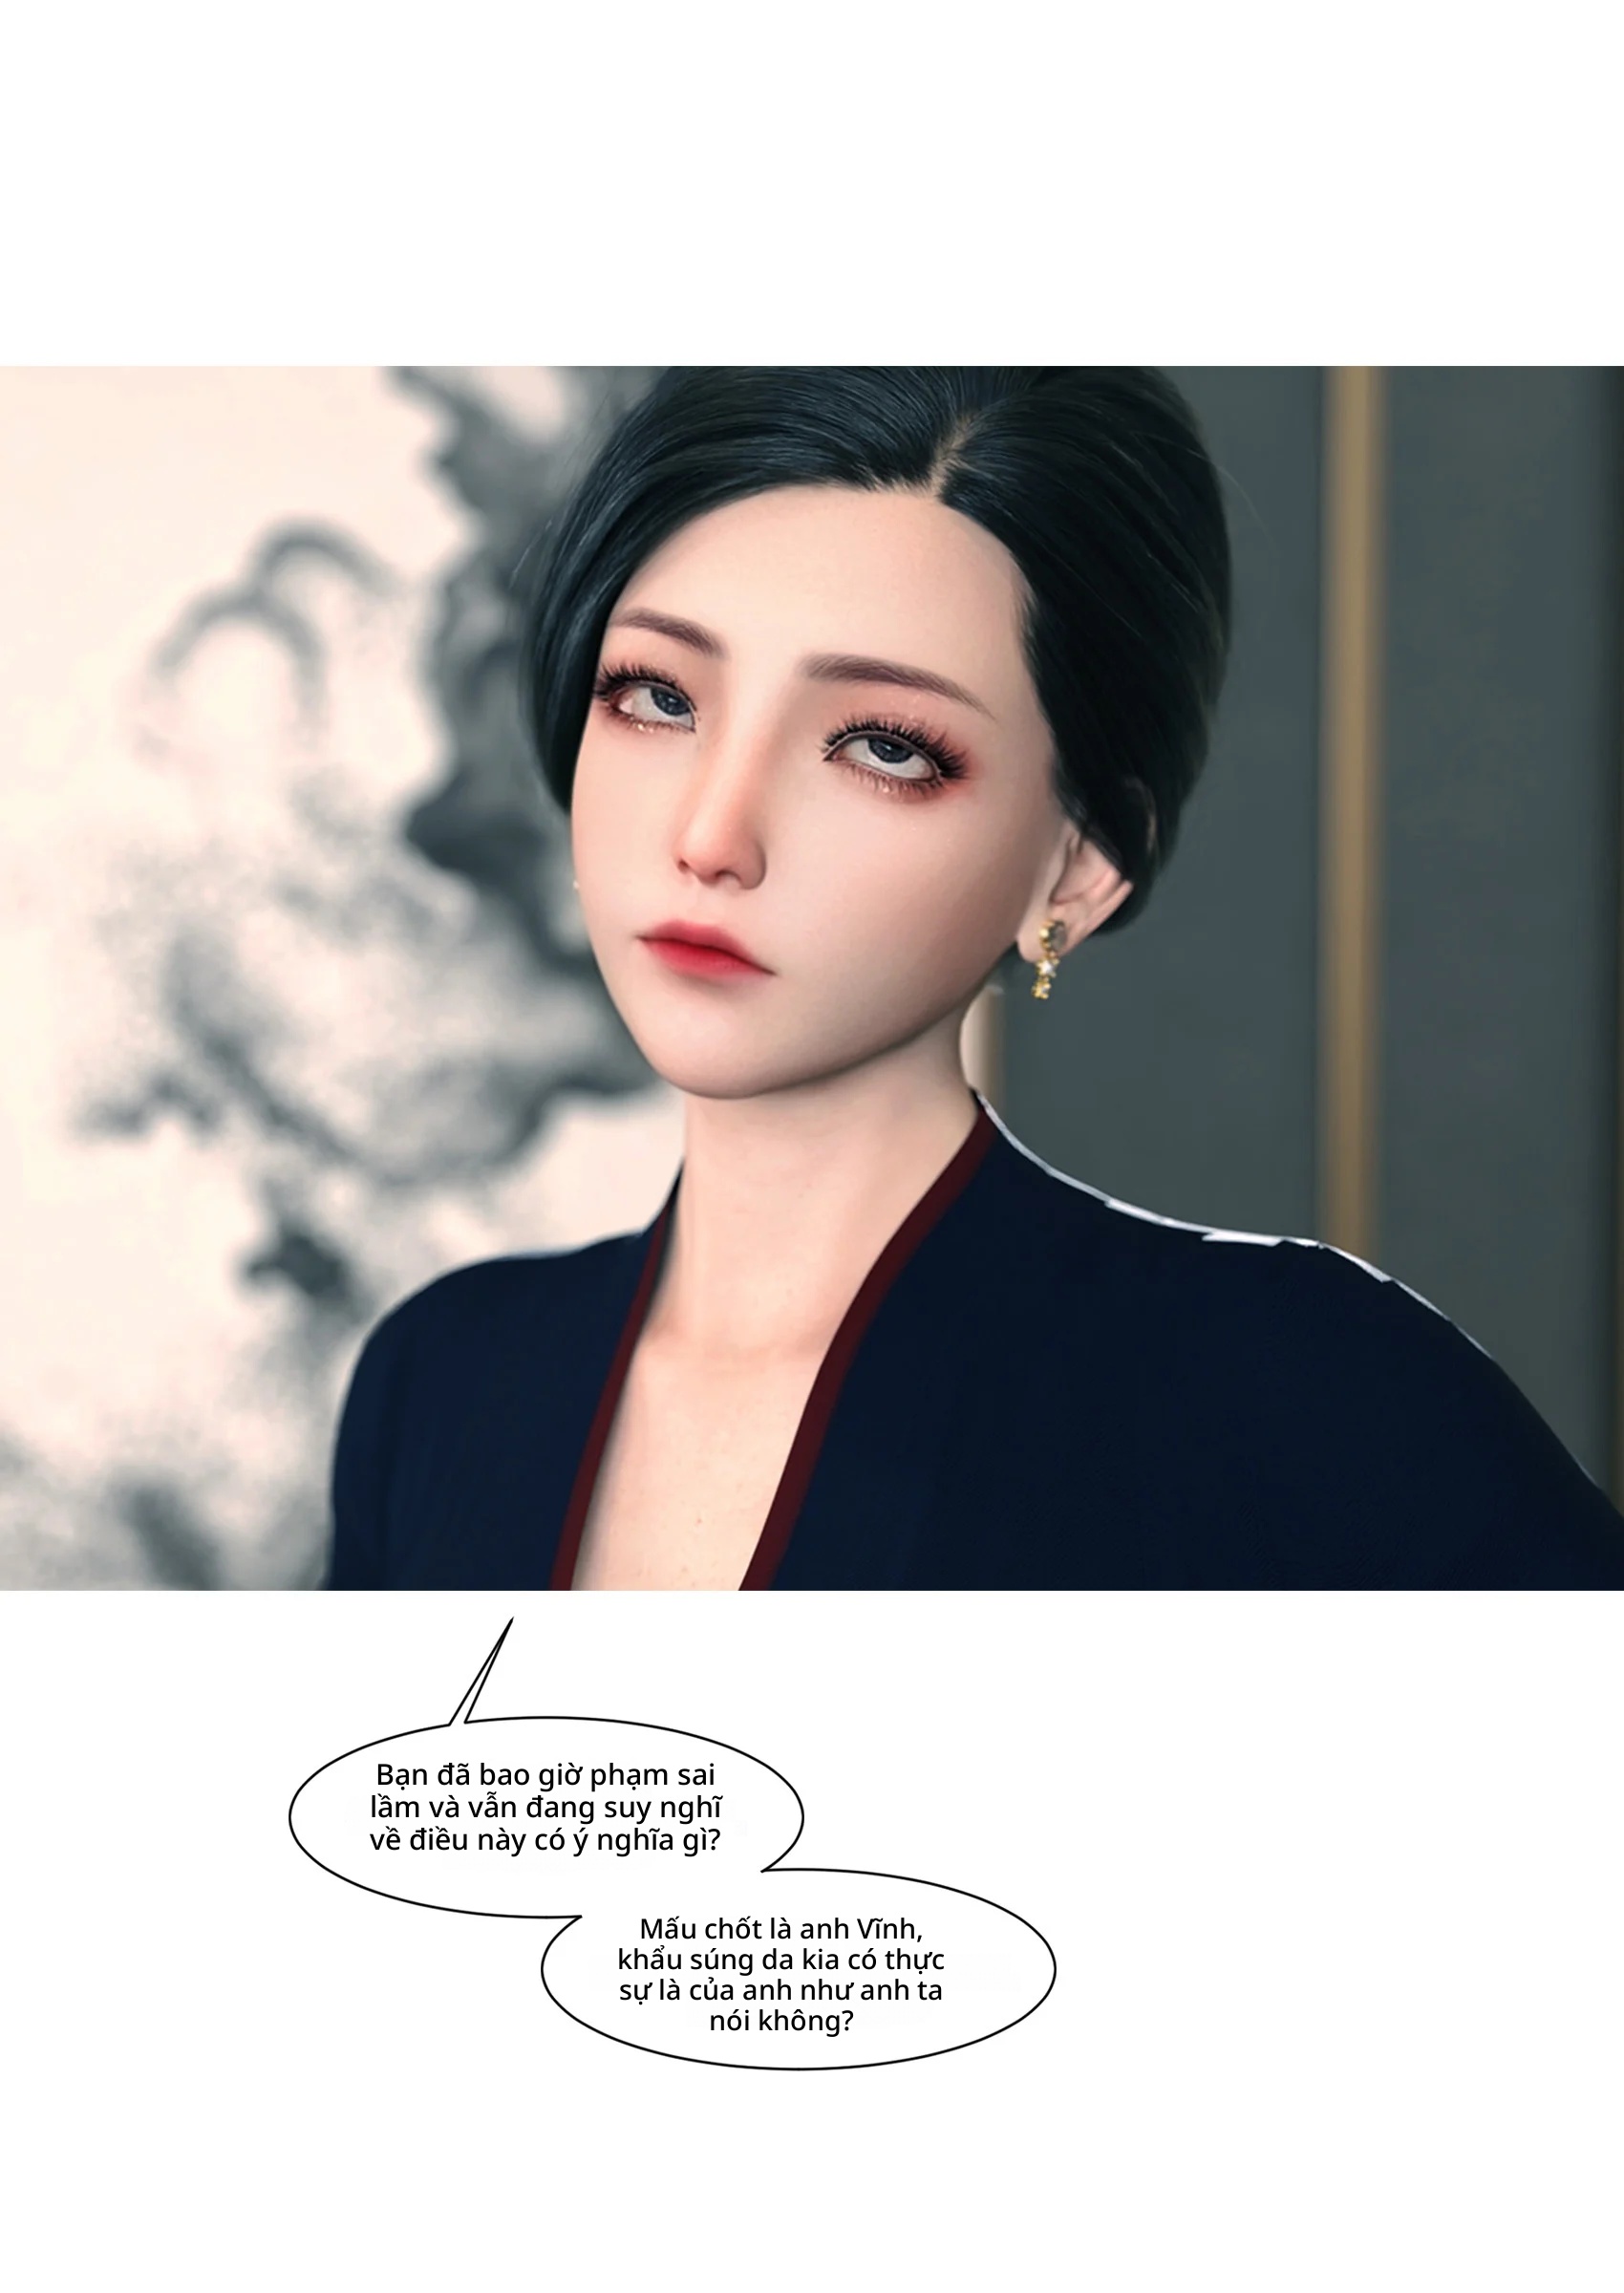 Bạn đã bao giờ phạm sai
lầm và vẫn đang suy nghĩ
về điều này có ý nghĩa gì?
Mấu chốt là anh Vĩnh,
khẩu súng da kia có thực
sự là của anh như anh ta
nói không?